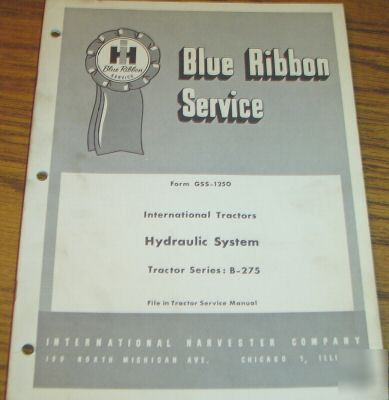 IH
Blue Ribbon
SERVICE
Blue Ribbon
Service
Form GSS-1250
International Tractors
Hydraulic System
Tractor Series: B-275
File in Tractor Service Manual
INTERNATIONAL HARVESTER COMPANY
180 NORTH MICHIGAN AVE. CHICAGO 1, ILL